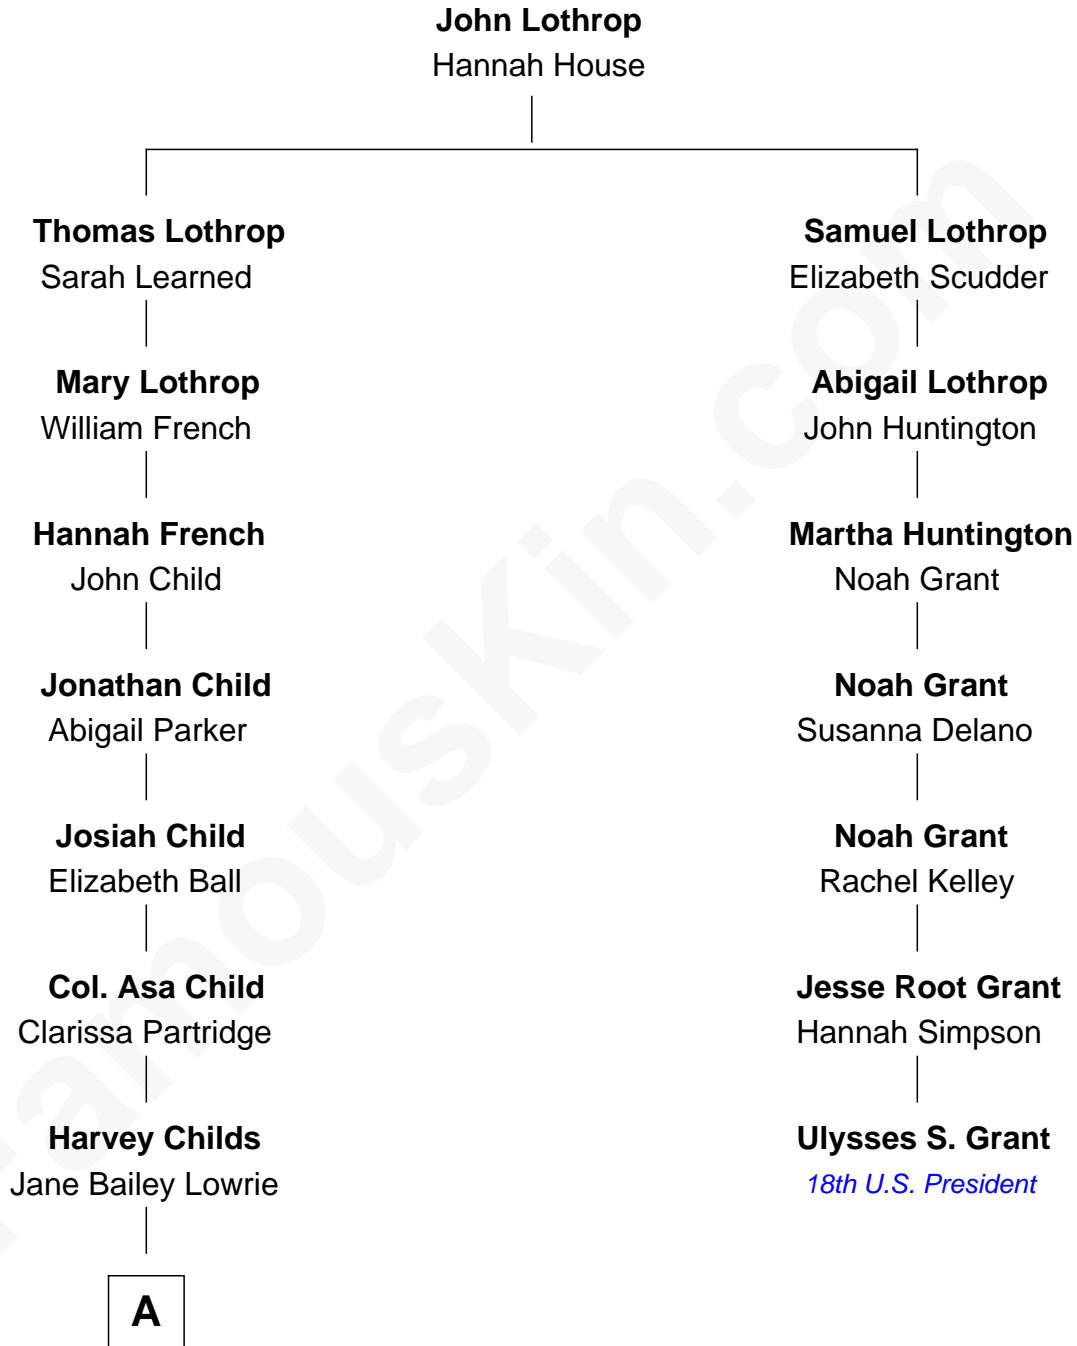 John Lothrop
Hannah House
Thomas Lothrop
Sarah Learned
Samuel Lothrop
Elizabeth Scudder
Mary Lothrop
William French
Abigail Lothrop
John Huntington
Hannah French
John Child
Martha Huntington
Noah Grant
Jonathan Child
Abigail Parker
Noah Grant
Susanna Delano
Josiah Child
Elizabeth Ball
Noah Grant
Rachel Kelley
Col. Asa Child
Clarissa Partridge
Jesse Root Grant
Hannah Simpson
Harvey Childs
Jane Bailey Lowrie
Ulysses S. Grant
18th U.S. President
A
FamousKin.com